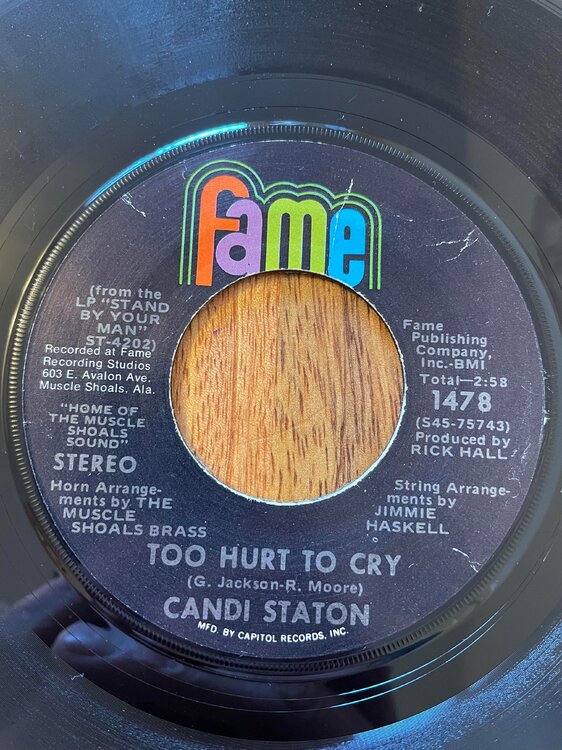 fame
(from the
LP "STAND
BY YOUR
MAN"
ST-4202)
Recorded at Fame
Recording Studios
603 E. Avalon Ave.
Muscle Shoals, Ala.
"HOME OF
THE MUSCLE
SHOALS
SOUND"
STEREO
Horn Arrange-
ments by THE
MUSCLE
SHOALS BRASS
Fame
Publishing
Company,
Inc.-BMI
Total—2:58
1478
(S45-75743)
Produced by
RICK HALL
String Arrange-
ments by
JIMMIE
HASKELL
TOO HURT TO CRY
(G. Jackson-R. Moore)
CANDI STATON
MFD. BY CAPITOL RECORDS, INC.